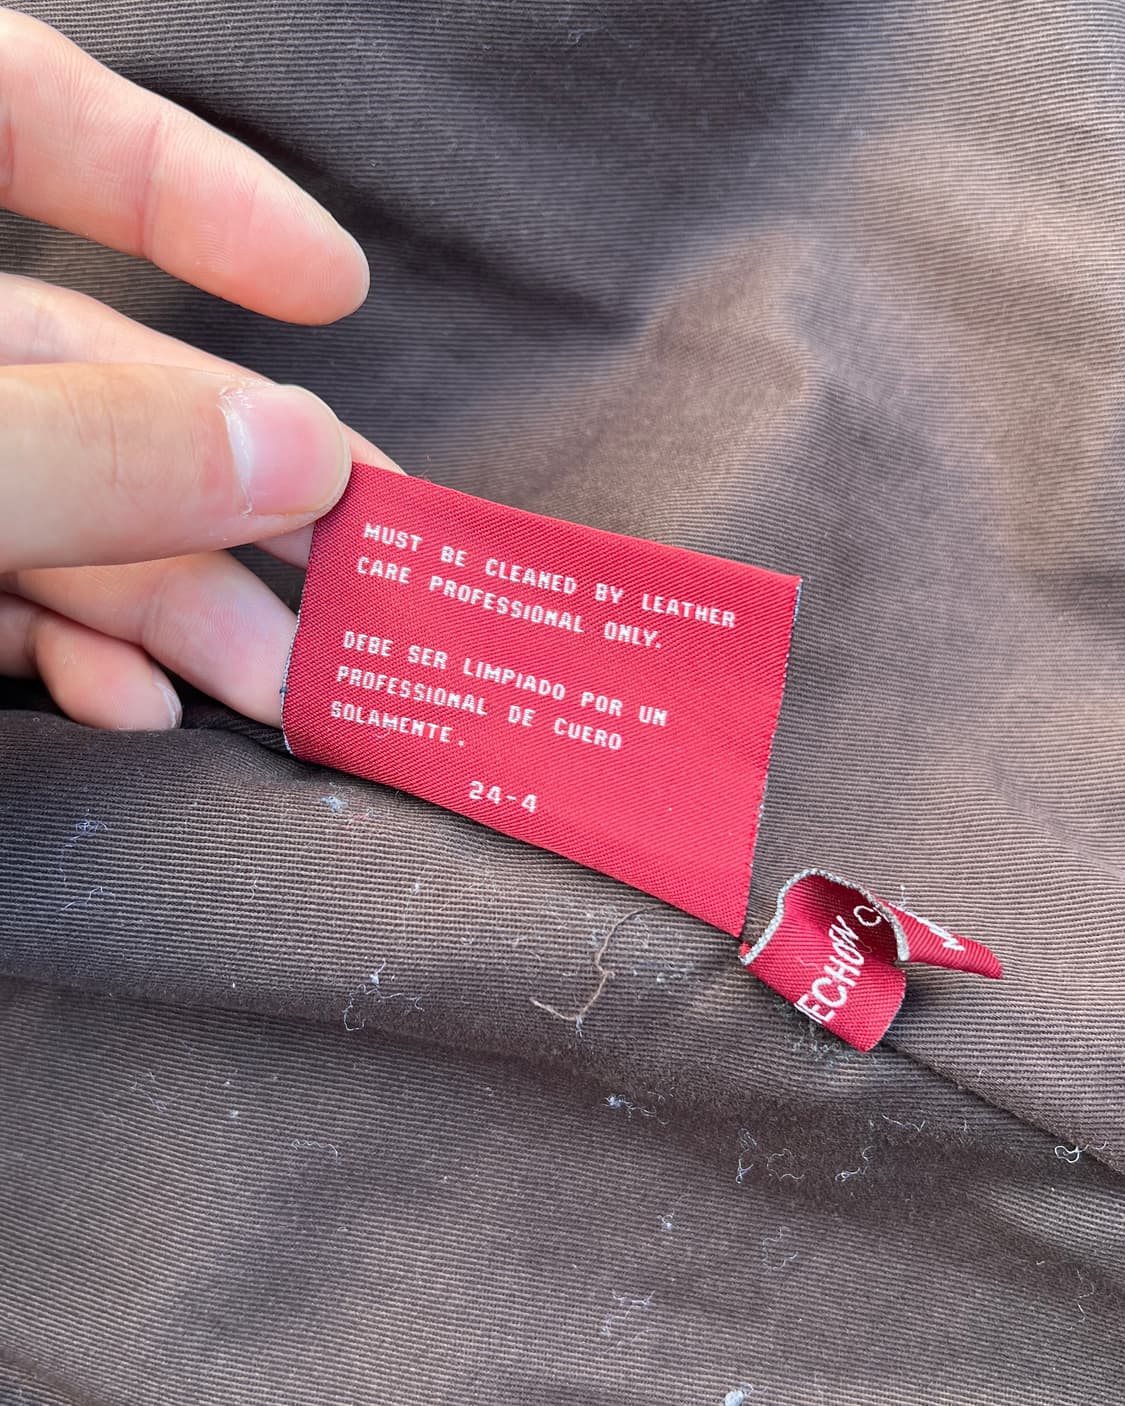 MUST BE CLEANED BY LEATHER
CARE PROFESSIONAL ONLY.
DEBE SER LIMPIADO POR UN
PROFESSIONAL DE CUERO
SOLAMENTE.
24-4